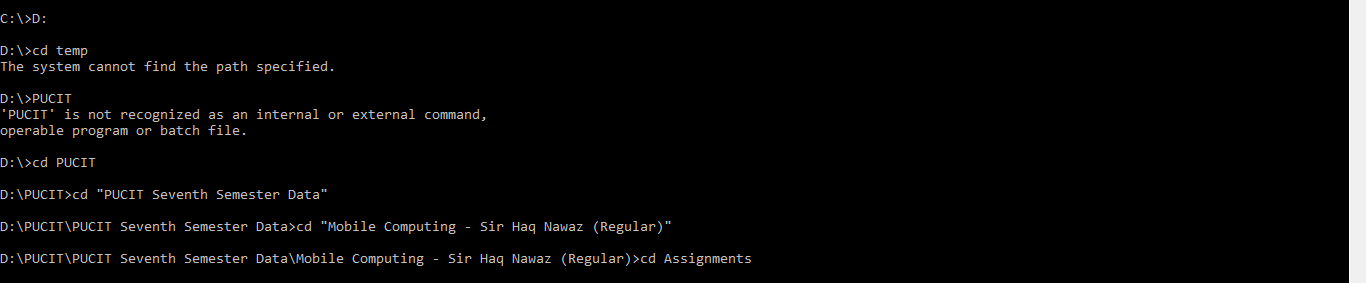 C:\>D:
D:\>cd temp
The system cannot find the path specified.
D:\>PUCIT
'PUCIT' is not recognized as an internal or external command,
operable program or batch file.
D:\>cd PUCIT
D:\PUCIT>cd "PUCIT Seventh Semester Data"
D:\PUCIT\PUCIT Seventh Semester Data>cd "Mobile Computing - Sir Haq Nawaz (Regular)"
D:\PUCIT\PUCIT Seventh Semester Data\Mobile Computing - Sir Haq Nawaz (Regular)>cd Assignments